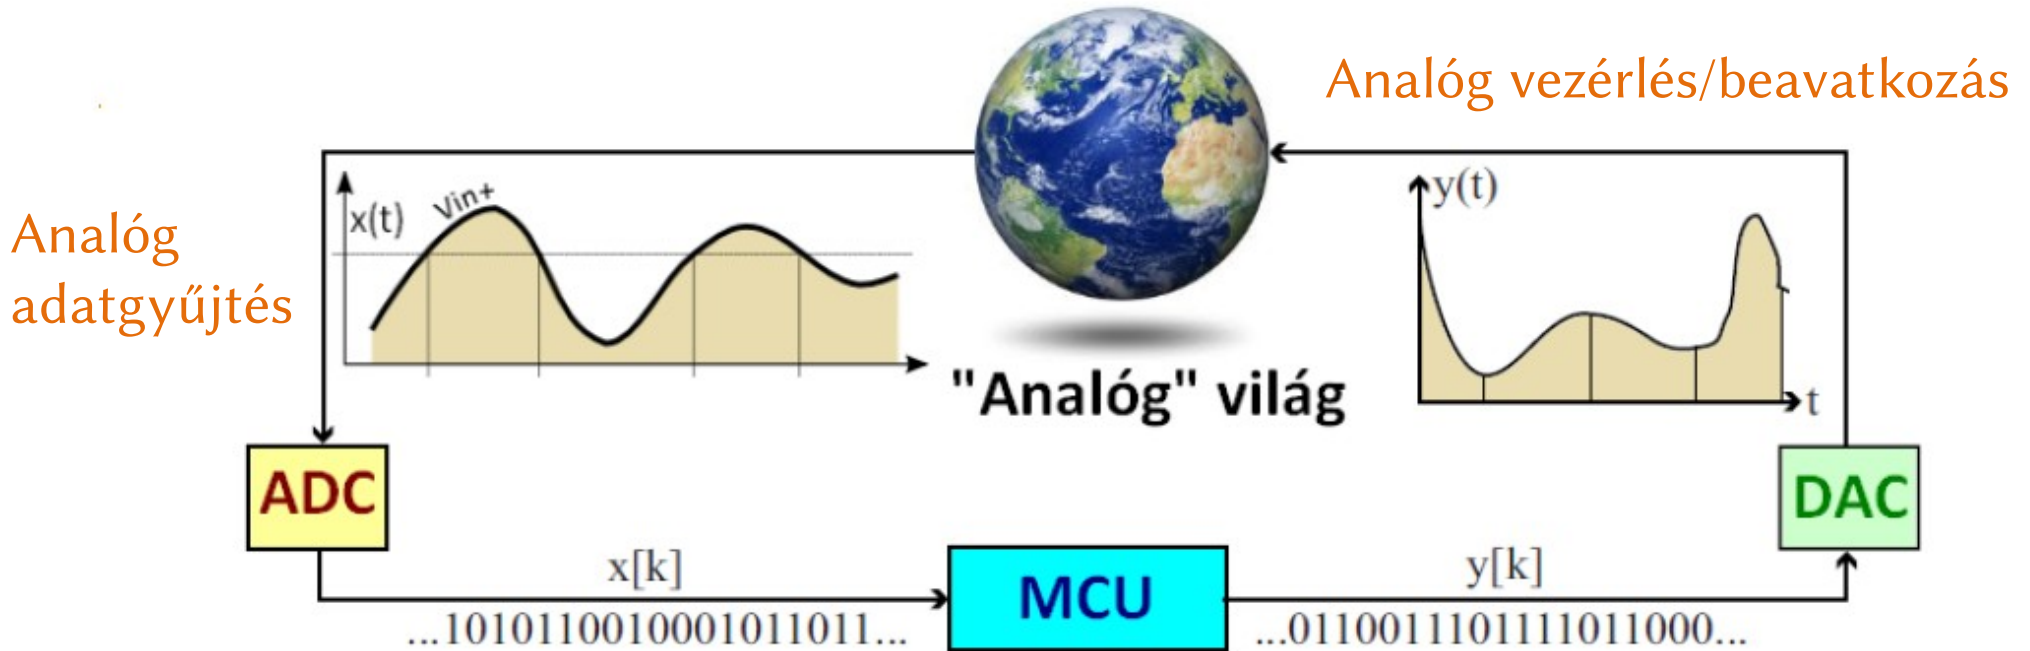 Analóg vezérlés/beavatkozás
Analóg
adatgyűjtés
x(t)
Vin+
y(t)
t
"Analóg" világ
ADC
DAC
x[k]
MCU
y[k]
...1010110010001011011...
...0110011101111011000...